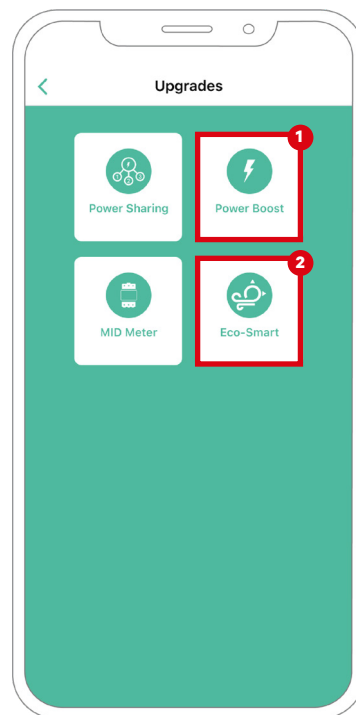 Upgrades
1
Power Sharing
Power Boost
2
MID Meter
Eco-Smart